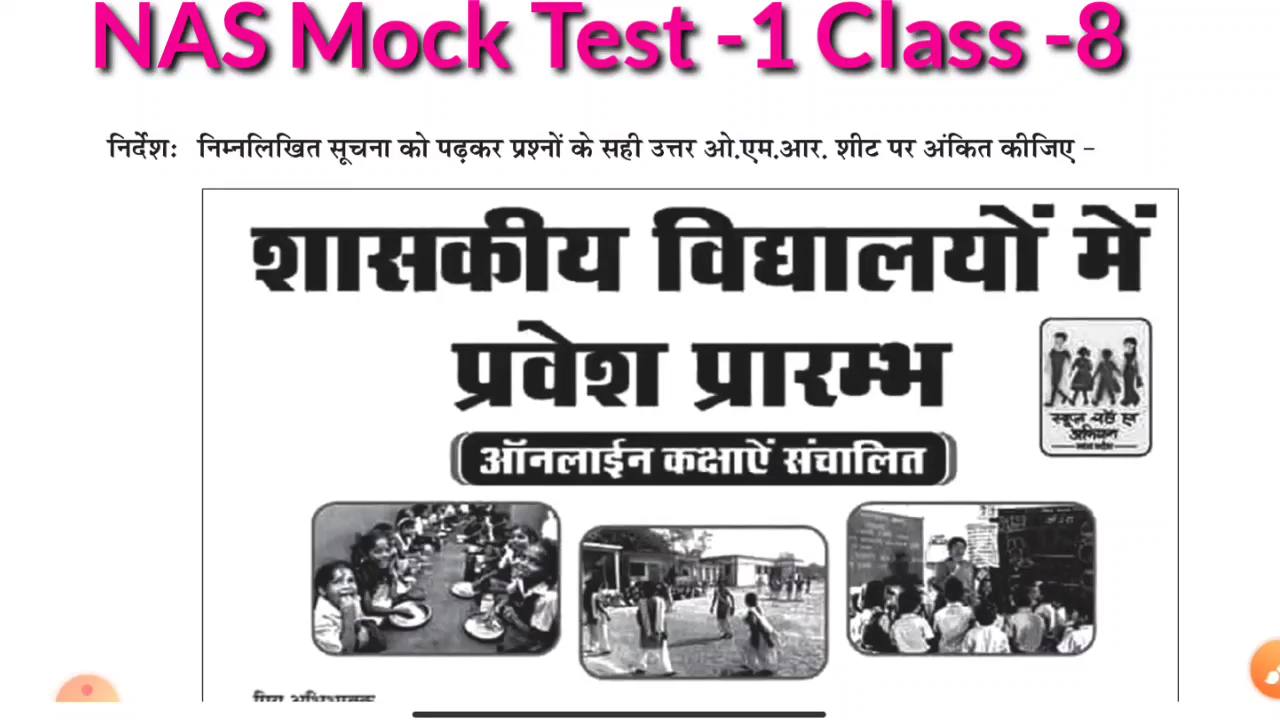 NAS Mock Test -1 Class -8
निर्देशः निम्नलिखित सूचना को पढ़कर प्रश्नों के सही उत्तर ओ.एम.आर. शीट पर अंकित कीजिए -
शासकीय विद्यालयों में
प्रवेश प्रारम्भ
ऑनलाईन कक्षाऐं संचालित